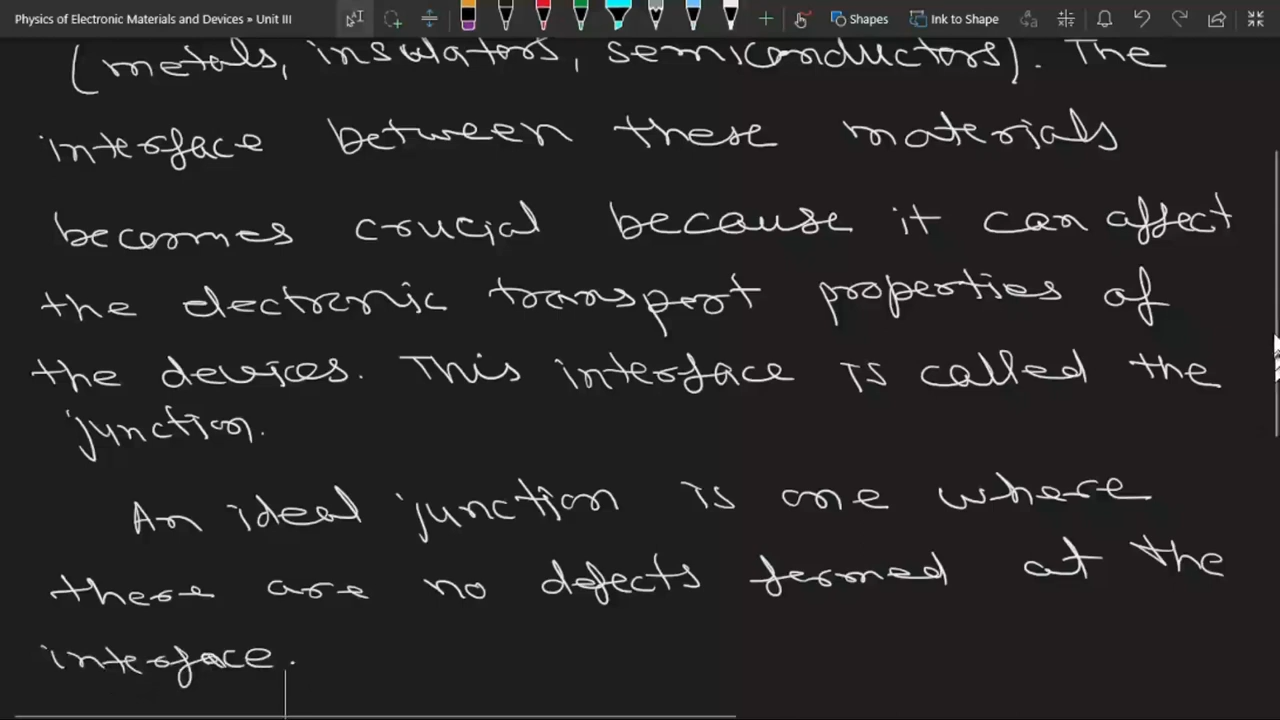 Physics of Electronic Materials and Devices » Unit III
Shapes
Ink to Shape
(metals, insulators, semiconductors). The
interface between these materials
becomes crucial because it can affect
the electronic transport properties of
the devices. This interface is called the
junction.
An ideal junction is one where
there are no defects formed at the
interface.